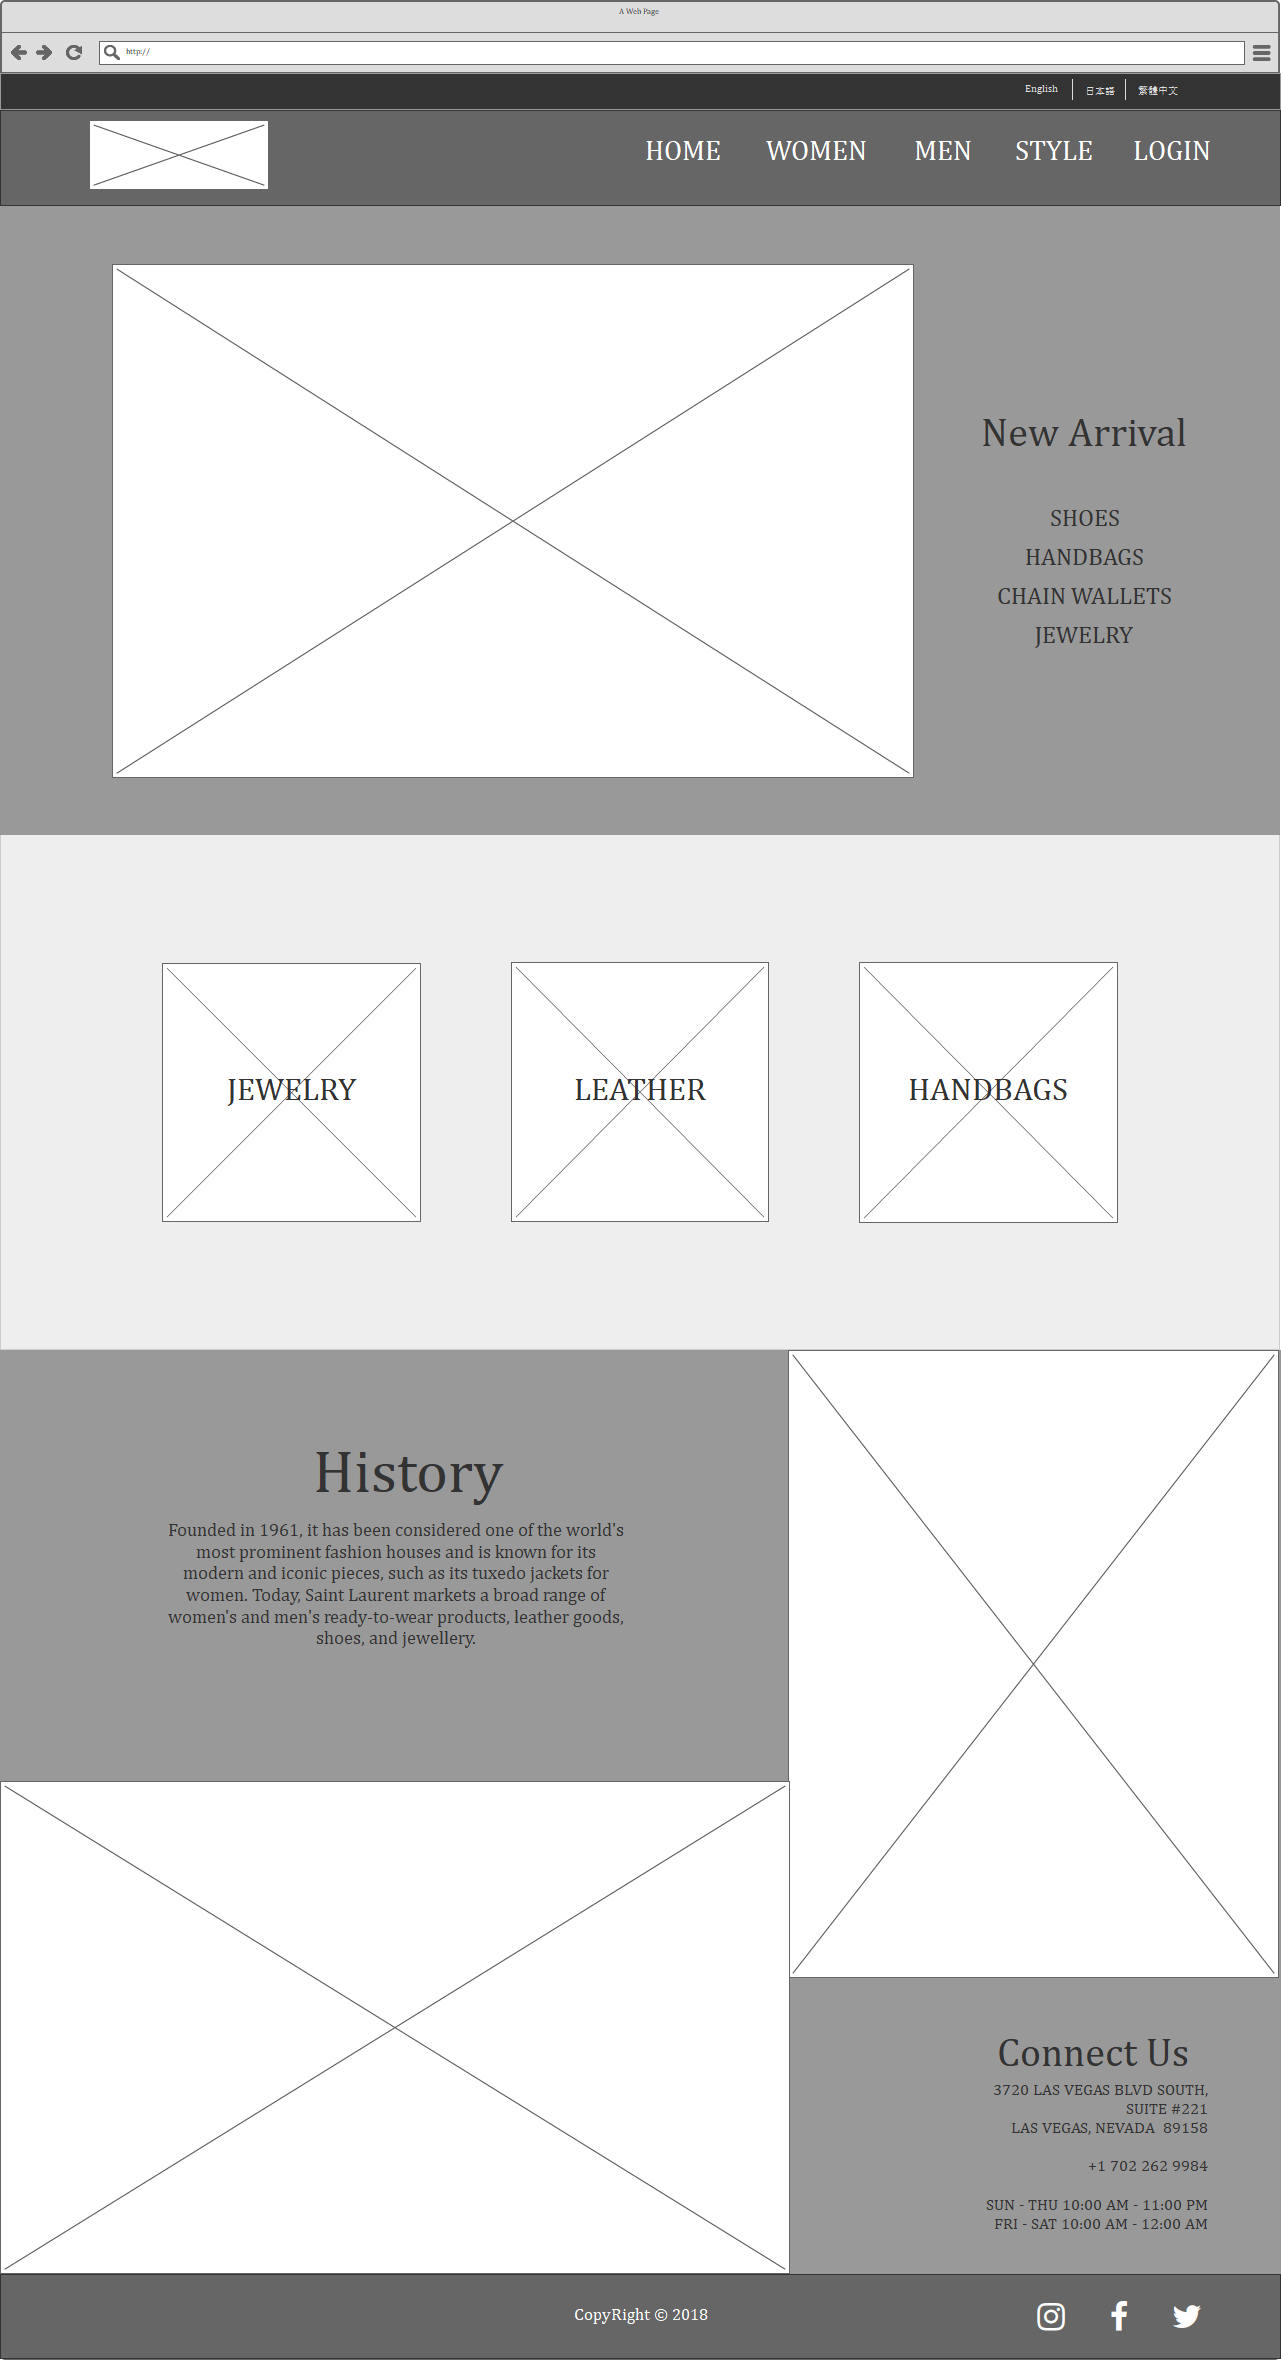 A Web Page
http://
English
日本語
繁體中文
HOME WOMEN MEN STYLE LOGIN
New Arrival
SHOES
HANDBAGS
CHAIN WALLETS
JEWELRY
JEWELRY
LEATHER
HANDBAGS
History
Founded in 1961, it has been considered one of the world's
most prominent fashion houses and is known for its
modern and iconic pieces, such as its tuxedo jackets for
women. Today, Saint Laurent markets a broad range of
women's and men's ready-to-wear products, leather goods,
shoes, and jewellery.
Connect Us
3720 LAS VEGAS BLVD SOUTH,
SUITE #221
LAS VEGAS, NEVADA  89158
+1 702 262 9984
SUN - THU 10:00 AM - 11:00 PM
FRI - SAT 10:00 AM - 12:00 AM
CopyRight © 2018